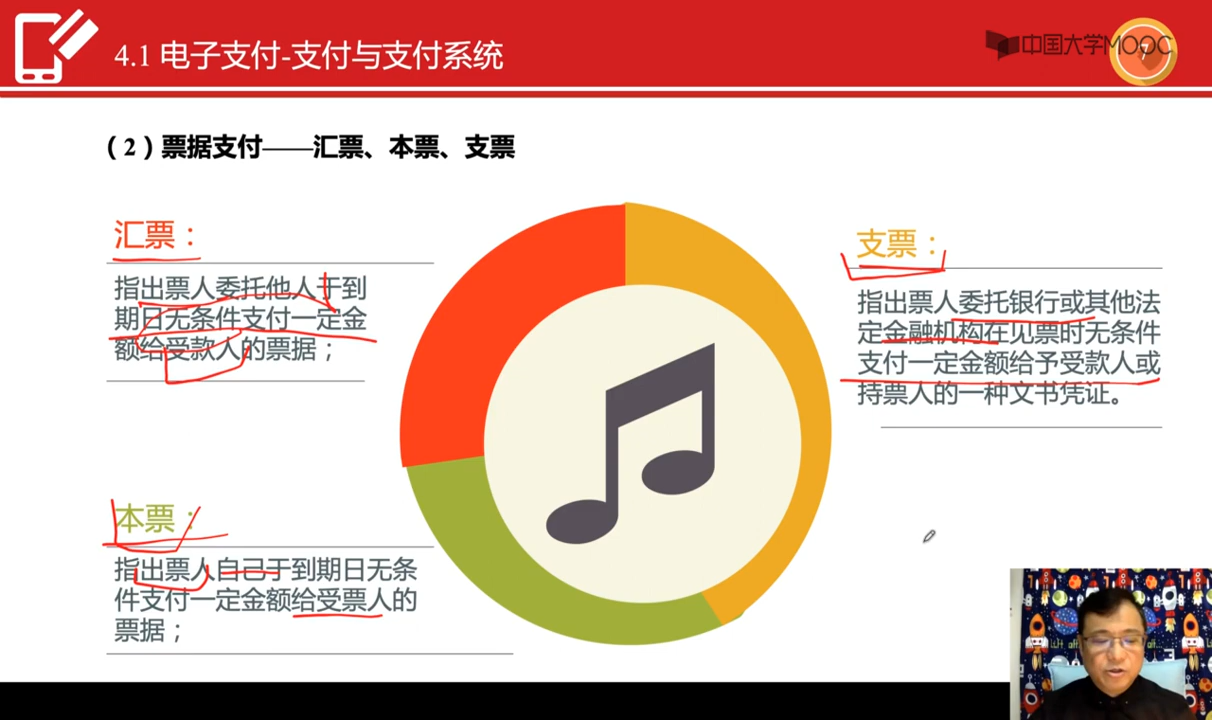 4.1 电子支付-支付与支付系统
中国大学MOOC
（2）票据支付——汇票、本票、支票
汇票：
指出票人委托他人于到
期日无条件支付一定金
额给受款人的票据；
支票：
指出票人委托银行或其他法
定金融机构在见票时无条件
支付一定金额给予受款人或
持票人的一种文书凭证。
本票：
指出票人自己于到期日无条
件支付一定金额给受票人的
票据；